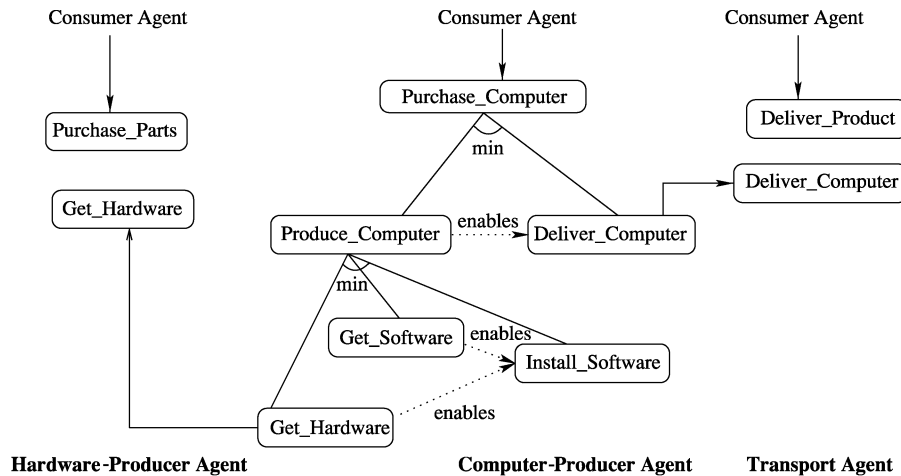 Consumer Agent
Consumer Agent
Consumer Agent
Purchase_Computer
Purchase_Parts
Deliver_Product
min
Deliver_Computer
Get_Hardware
enables
Produce_Computer
Deliver_Computer
min
Get_Software
enables
Install_Software
Get_Hardware
enables
Hardware-Producer Agent
Computer-Producer Agent
Transport Agent